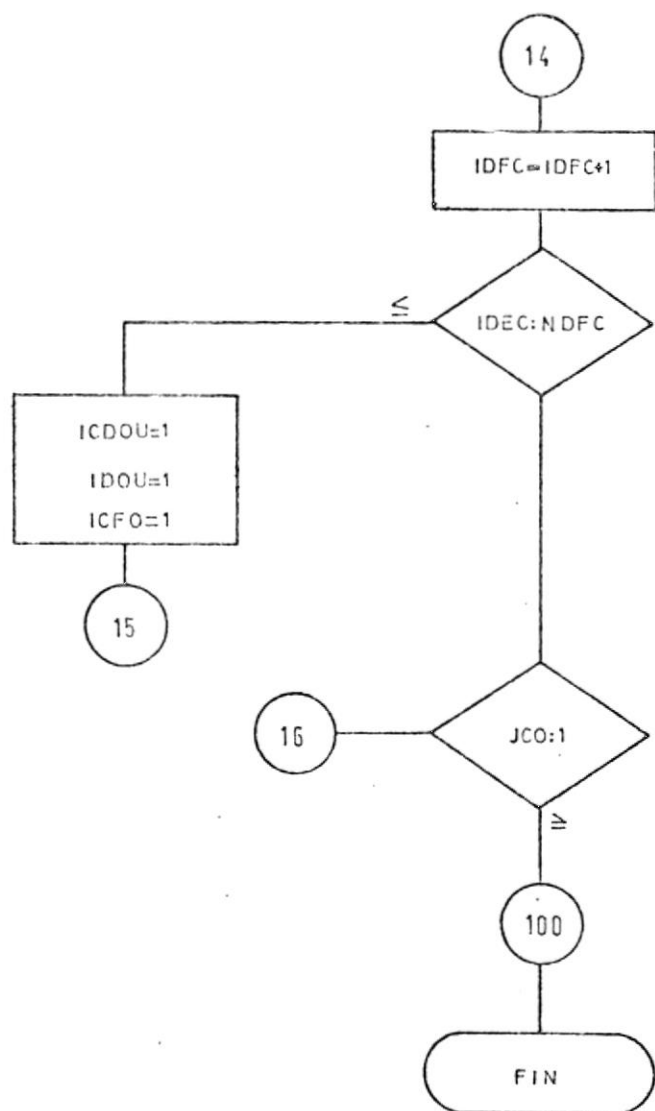 14
IDFC=IDFC+1
≤
IDEC:NDFC
ICDOU=1
IDOU=1
ICFO=1
15
16
JCO:1
≥
100
FIN